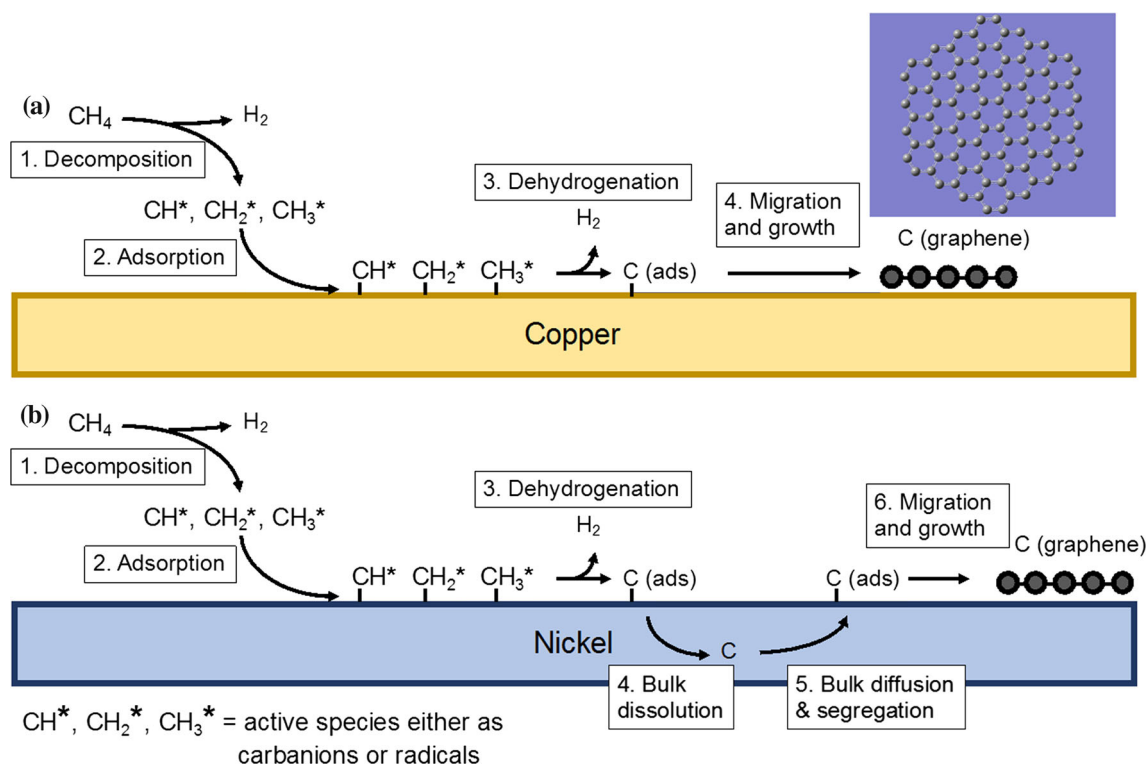 (a)
CH4
H2
1. Decomposition
CH*, CH2*, CH3*
2. Adsorption
3. Dehydrogenation
H2
4. Migration
and growth
C (graphene)
CH* CH2* CH3*
C (ads)
Copper
(b)
CH4
H2
1. Decomposition
CH*, CH2*, CH3*
2. Adsorption
3. Dehydrogenation
H2
6. Migration
and growth
C (graphene)
CH* CH2* CH3*
C (ads)
C (ads)
Nickel
C
4. Bulk
dissolution
5. Bulk diffusion
& segregation
CH*, CH2*, CH3* = active species either as
carbanions or radicals